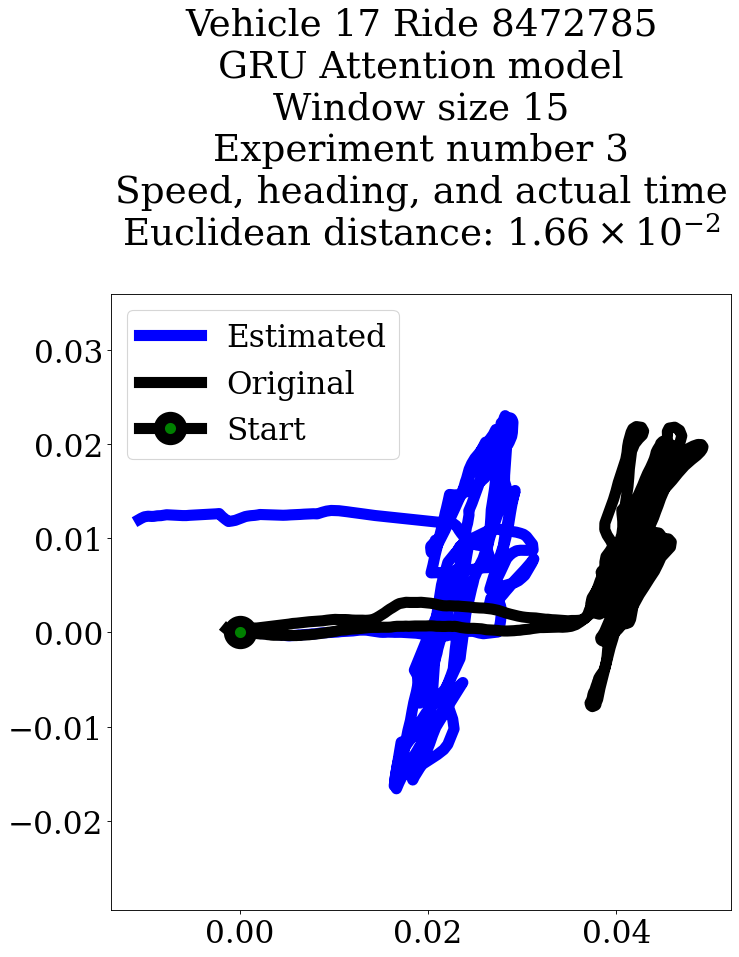 Vehicle 17 Ride 8472785
GRU Attention model
Window size 15
Experiment number 3
Speed, heading, and actual time
Euclidean distance: $1.66 \times 10^{-2}$
Estimated
Original
Start
0.03
0.02
0.01
0.00
−0.01
−0.02
0.00 0.02 0.04